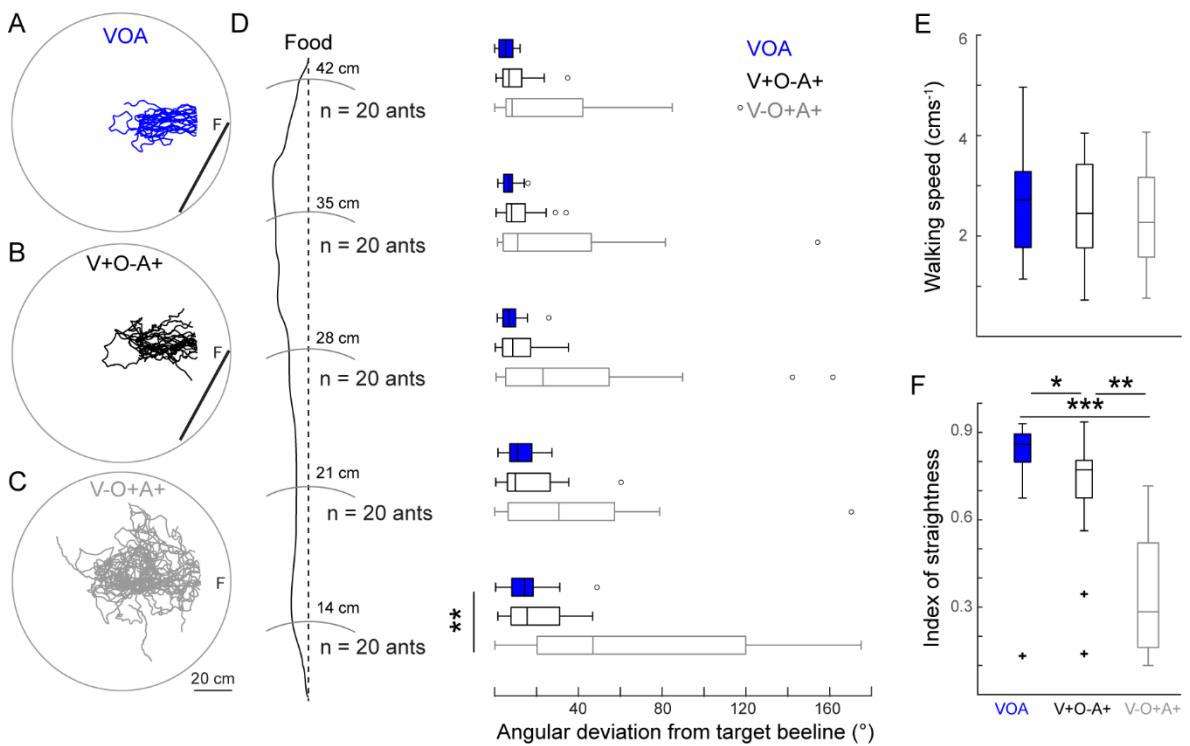 A
VOA
F
B
V+O-A+
F
C
V-O+A+
F
20 cm
D
Food
42 cm
n = 20 ants
35 cm
n = 20 ants
28 cm
n = 20 ants
21 cm
n = 20 ants
14 cm
n = 20 ants
**
VOA
V+O-A+
V-O+A+
40 80 120 160
Angular deviation from target beeline (°)
E
Walking speed (cms⁻¹)
6
4
2
F
* **
***
Index of straightness
0.9
0.6
0.3
VOA V+O-A+ V-O+A+